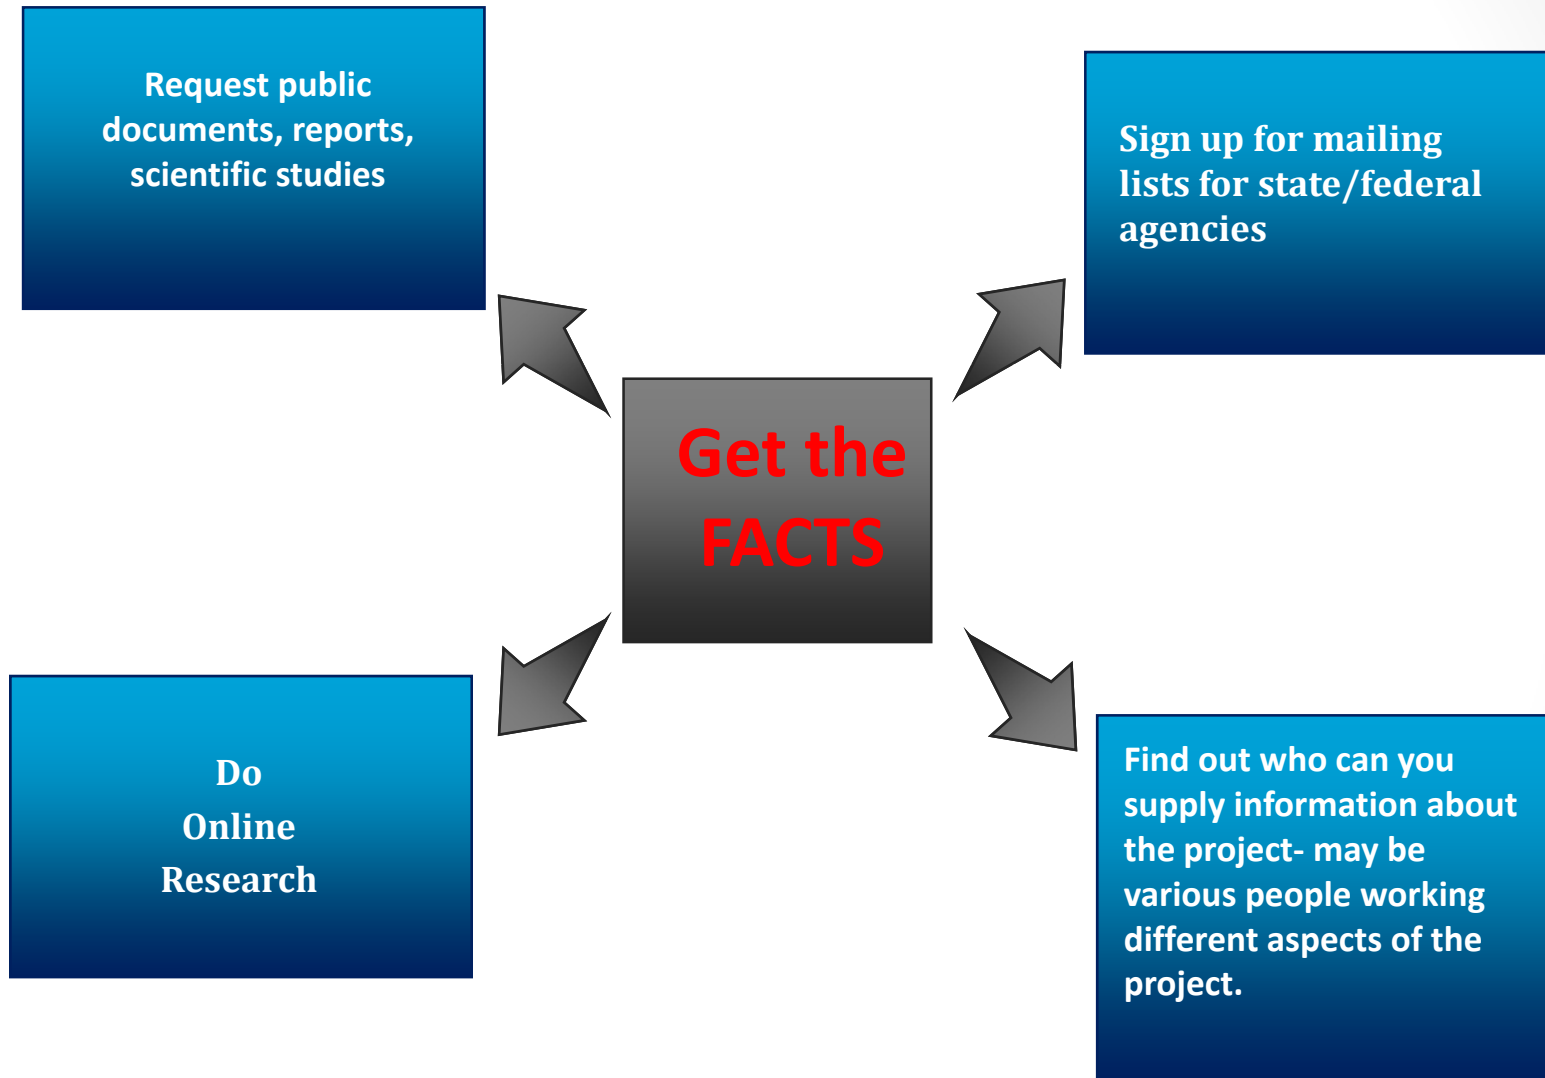 Request public
documents, reports,
scientific studies
Sign up for mailing
lists for state/federal
agencies
Get the
FACTS
Do
Online
Research
Find out who can you
supply information about
the project- may be
various people working
different aspects of the
project.